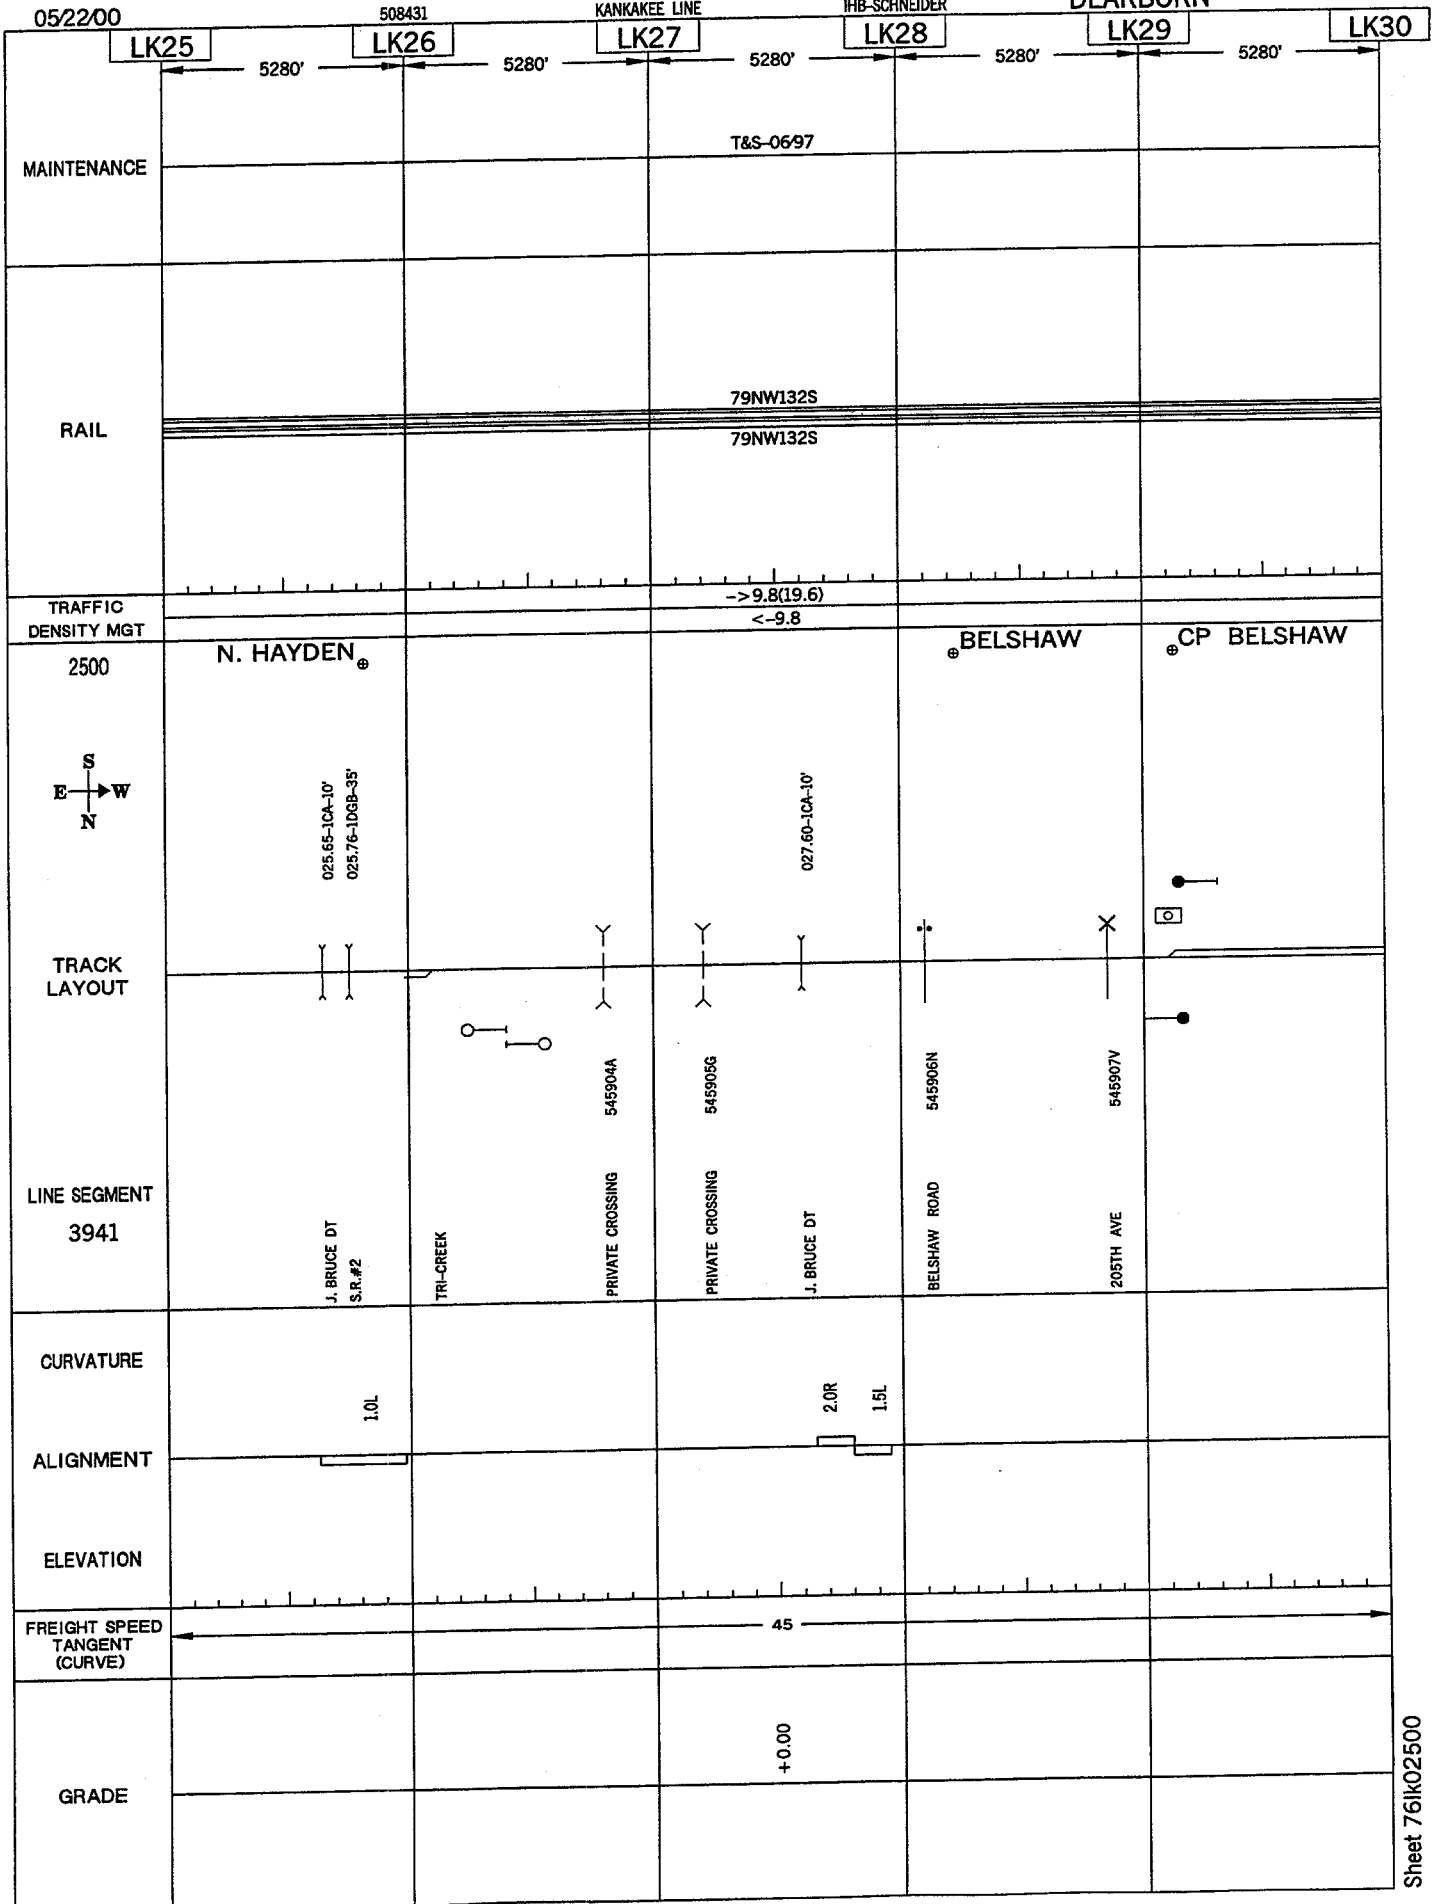 05/22/00
508431
KANKAKEE LINE
IHB-SCHNEIDER
DEARBORN
LK25
LK26
LK27
LK28
LK29
LK30
5280'
5280'
5280'
5280'
5280'
MAINTENANCE
T&S-06/97
RAIL
79NW132S
79NW132S
TRAFFIC
DENSITY MGT
->9.8(19.6)
<-9.8
2500
N. HAYDEN
BELSHAW
CP BELSHAW
S
E W
N
025.65-1CA-10'
025.76-1DGB-35'
027.60-1CA-10'
TRACK
LAYOUT
545904A
545905G
545906N
545907V
LINE SEGMENT
3941
J. BRUCE DT
S.R.#2
TRI-CREEK
PRIVATE CROSSING
PRIVATE CROSSING
J. BRUCE DT
BELSHAW ROAD
205TH AVE
CURVATURE
1.0L
2.0R
1.5L
ALIGNMENT
ELEVATION
FREIGHT SPEED
TANGENT
(CURVE)
45
GRADE
+0.00
Sheet 76lk02500